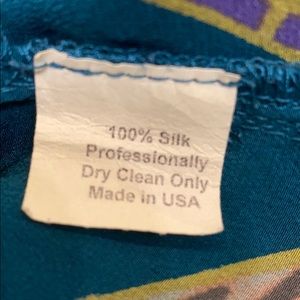 100% Silk
Professionally
Dry Clean Only
Made in USA